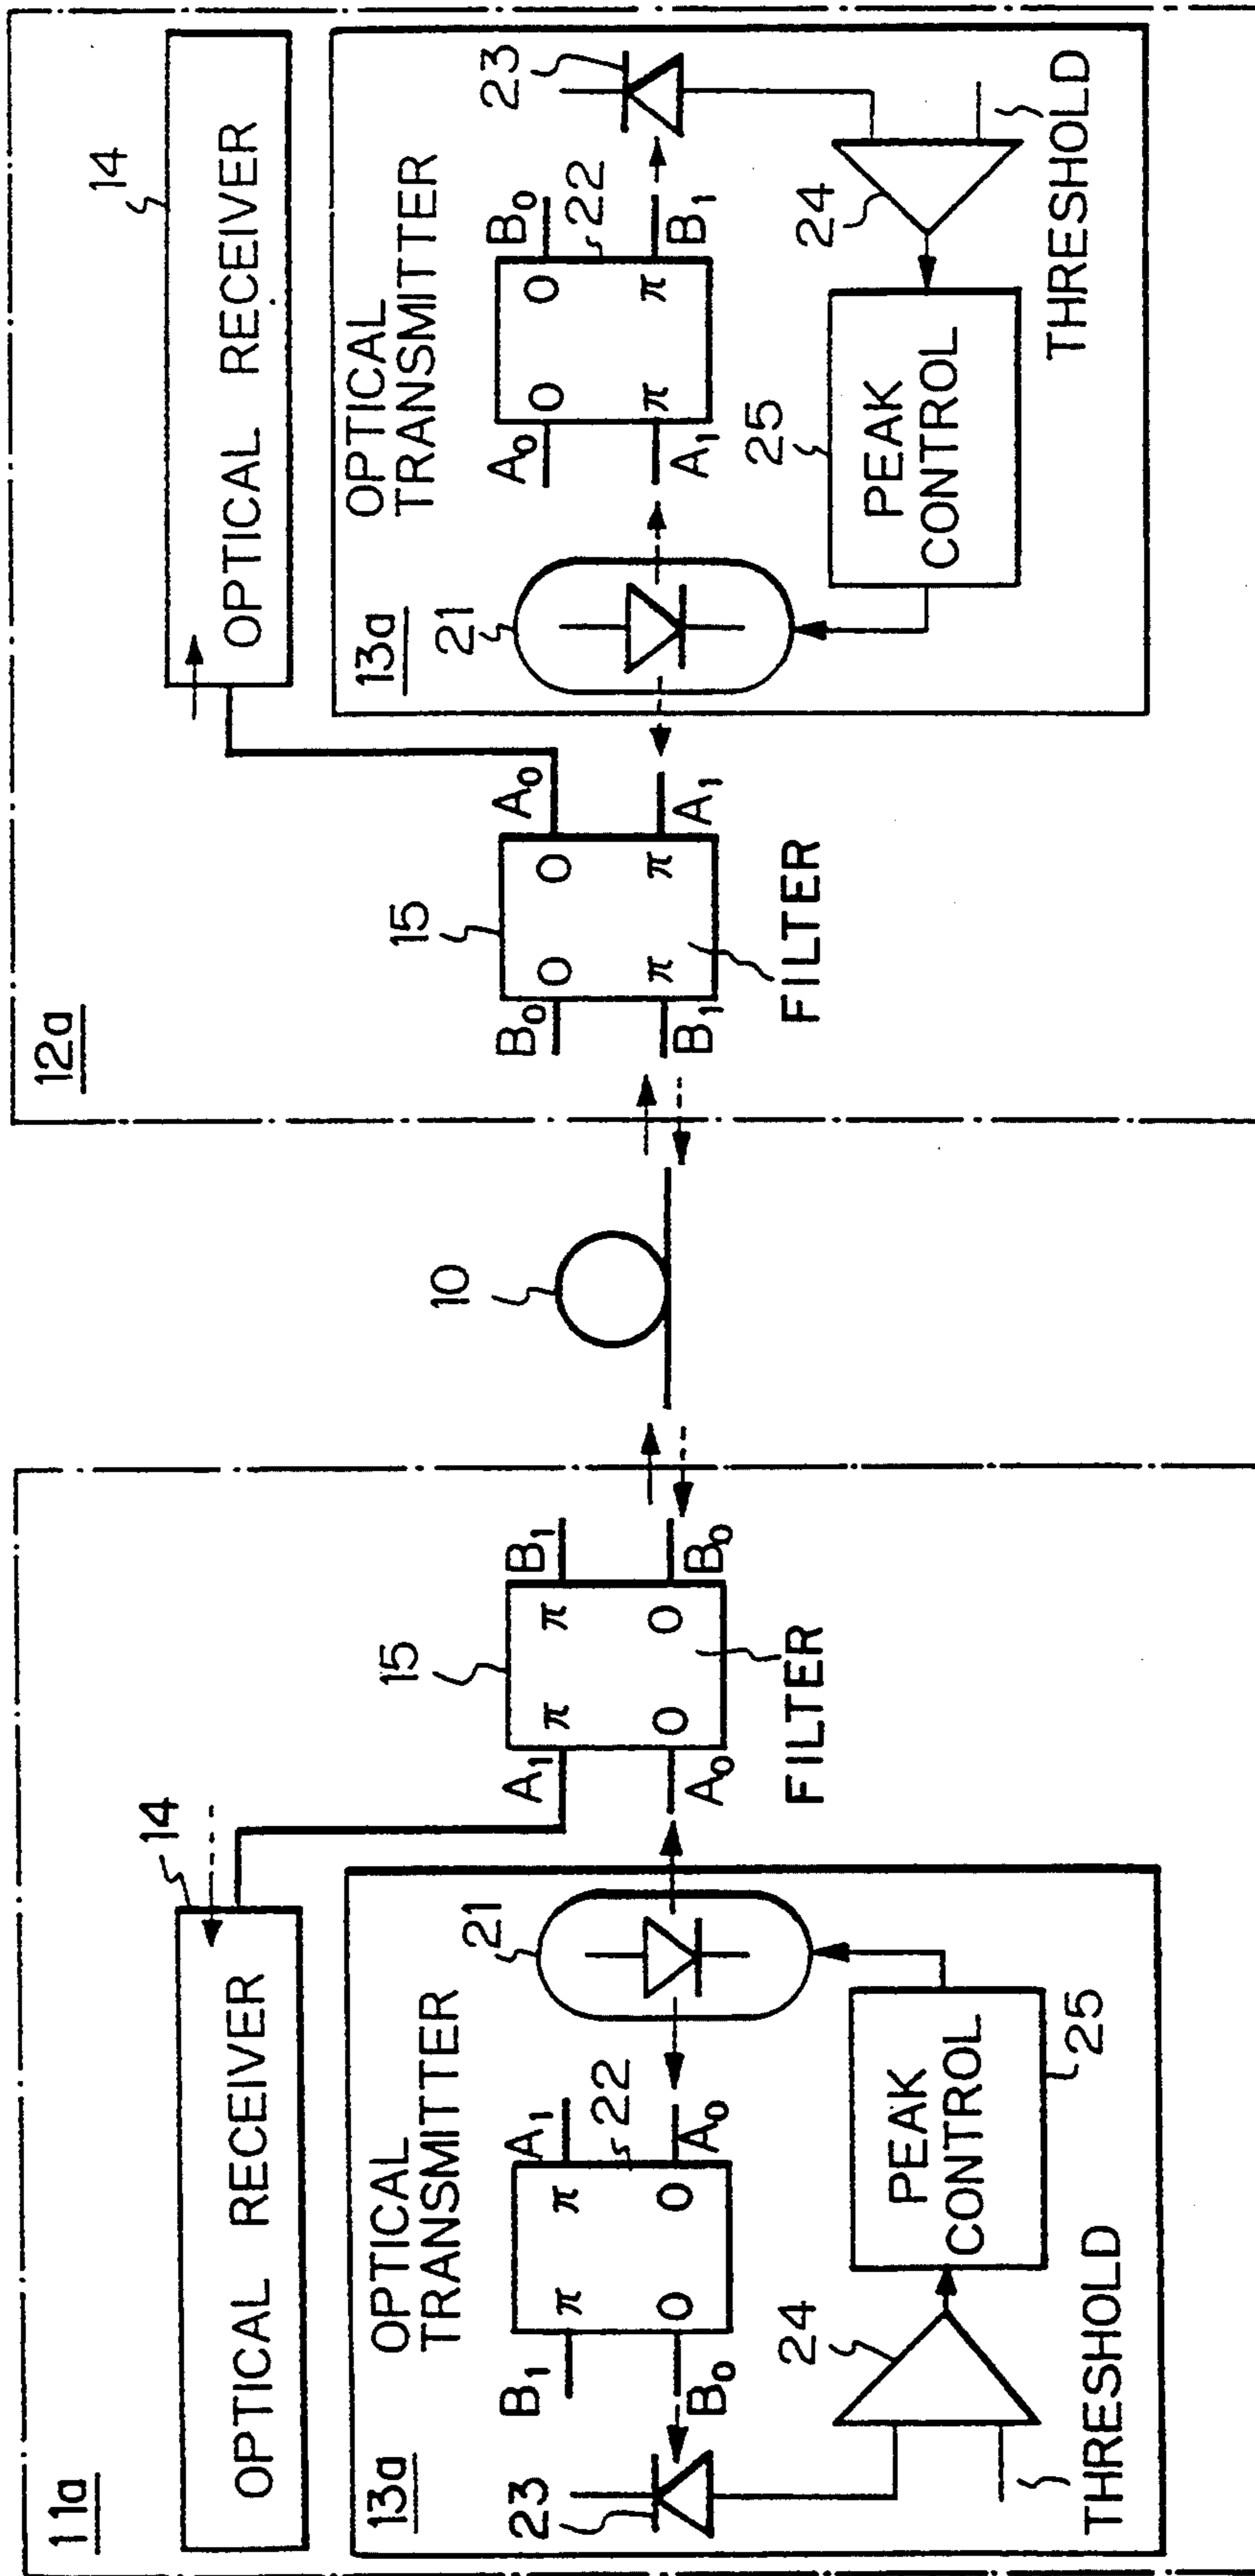 11a
14
OPTICAL RECEIVER
13a
OPTICAL
TRANSMITTER
23
B₁
B₀
π
0
π
0
22
A₁
A₀
21
24
THRESHOLD
PEAK
CONTROL
25
15
A₁
A₀
π
0
π
0
B₁
B₀
FILTER
10
12a
15
B₀
B₁
0
π
0
π
A₀
A₁
FILTER
14
OPTICAL RECEIVER
13a
OPTICAL
TRANSMITTER
21
A₀
A₁
0
π
0
π
22
B₀
B₁
23
24
THRESHOLD
25
PEAK
CONTROL